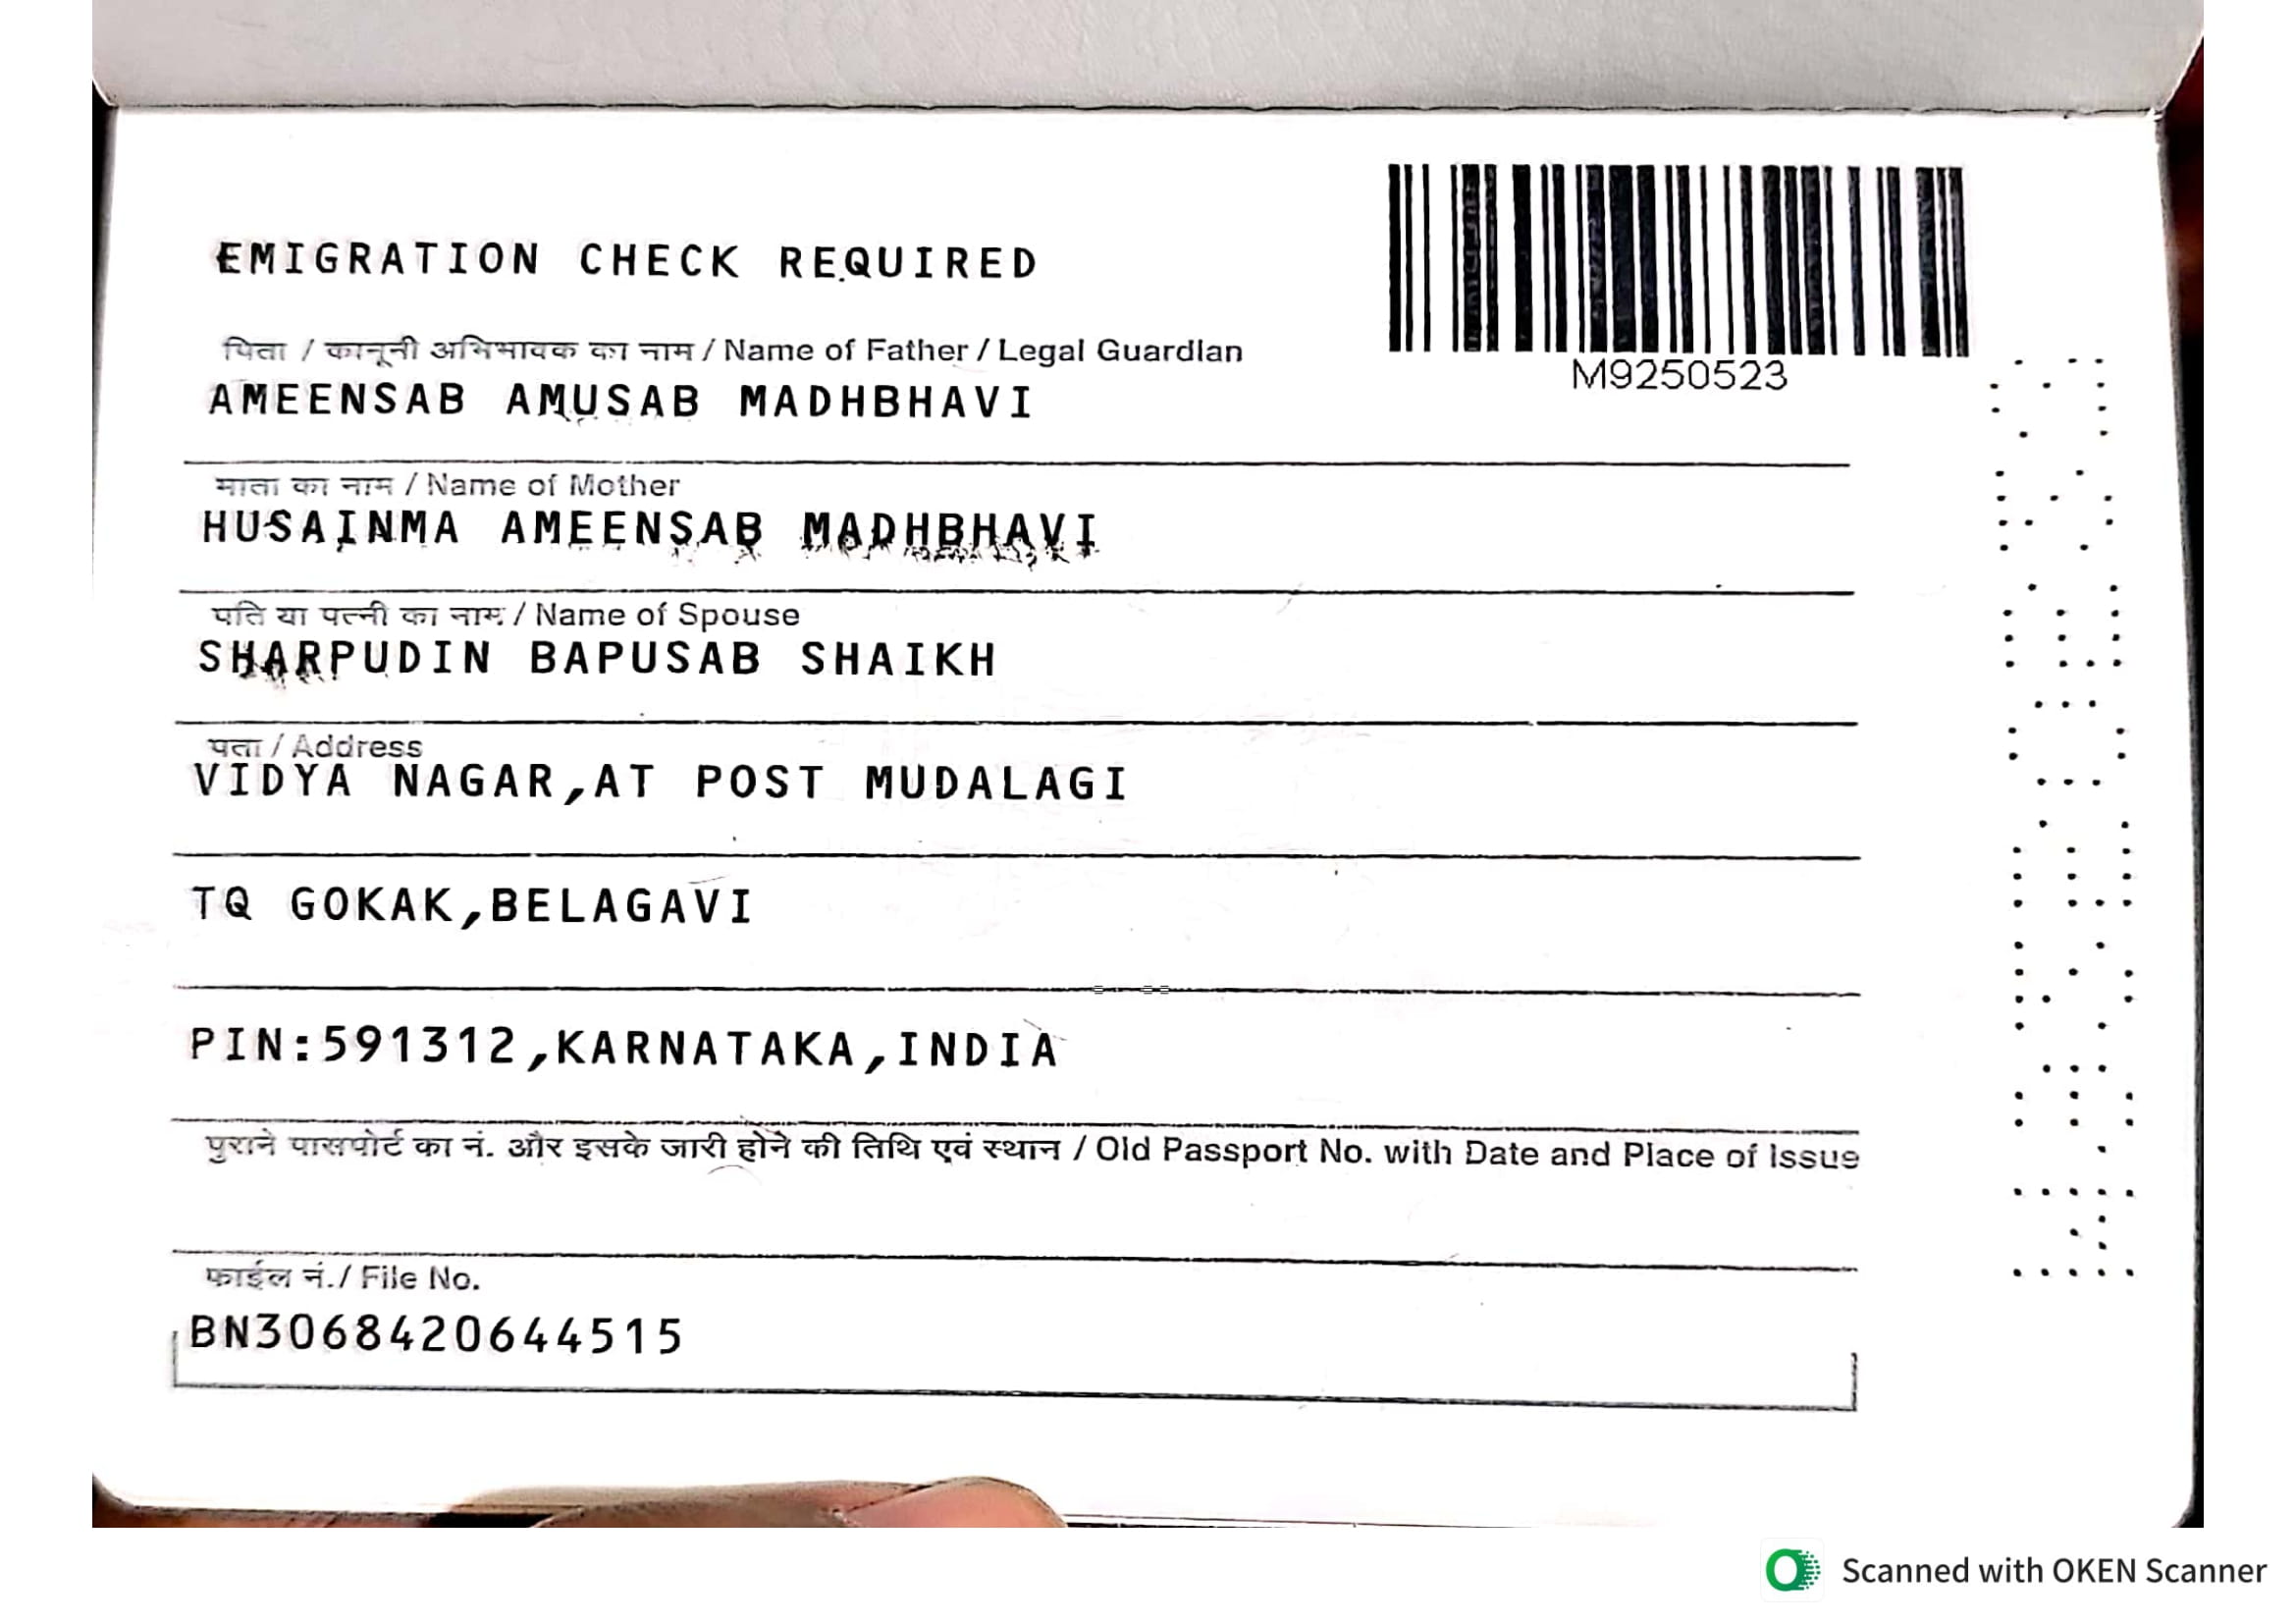 EMIGRATION CHECK REQUIRED
M9250523
पिता / कानूनी अभिभावक का नाम / Name of Father / Legal Guardian
AMEENSAB AMUSAB MADHBHAVI
माता का नाम / Name of Mother
HUSAINMA AMEENSAB MADHBHAVI
पति या पत्नी का नाम / Name of Spouse
SHARPUDIN BAPUSAB SHAIKH
पता / Address
VIDYA NAGAR,AT POST MUDALAGI
TQ GOKAK,BELAGAVI
PIN:591312,KARNATAKA,INDIA
पुराने पासपोर्ट का नं. और इसके जारी होने की तिथि एवं स्थान / Old Passport No. with Date and Place of Issue
फाईल नं./ File No.
BN3068420644515
Scanned with OKEN Scanner